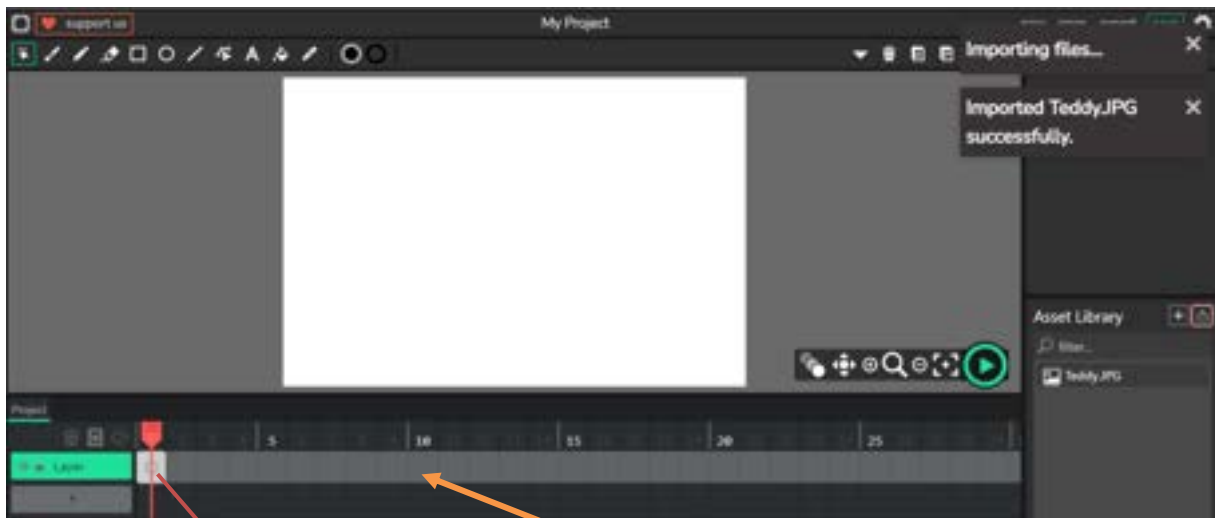 support us
My Project
Importing files...
Imported Teddy.JPG
successfully.
Asset Library
filter...
Teddy.JPG
Project
5
10
15
20
25
Layer